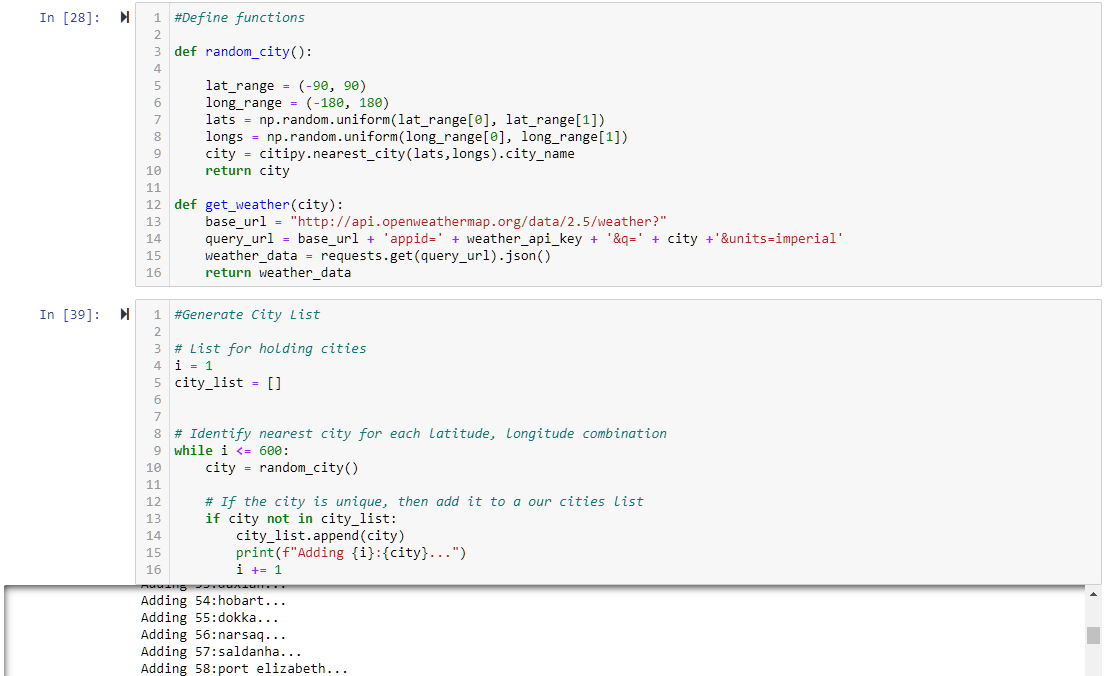 In [28]:
1 #Define functions
2
3 def random_city():
4
5     lat_range = (-90, 90)
6     long_range = (-180, 180)
7     lats = np.random.uniform(lat_range[0], lat_range[1])
8     longs = np.random.uniform(long_range[0], long_range[1])
9     city = citipy.nearest_city(lats,longs).city_name
10     return city
11
12 def get_weather(city):
13     base_url = "http://api.openweathermap.org/data/2.5/weather?"
14     query_url = base_url + 'appid=' + weather_api_key + '&q=' + city +'&units=imperial'
15     weather_data = requests.get(query_url).json()
16     return weather_data
In [39]:
1 #Generate City List
2
3 # List for holding cities
4 i = 1
5 city_list = []
6
7
8 # Identify nearest city for each latitude, longitude combination
9 while i <= 600:
10     city = random_city()
11
12     # If the city is unique, then add it to a our cities list
13     if city not in city_list:
14         city_list.append(city)
15         print(f"Adding {i}:{city}...")
16         i += 1
Adding
Adding 54:hobart...
Adding 55:dokka...
Adding 56:narsaq...
Adding 57:saldanha...
Adding 58:port elizabeth...